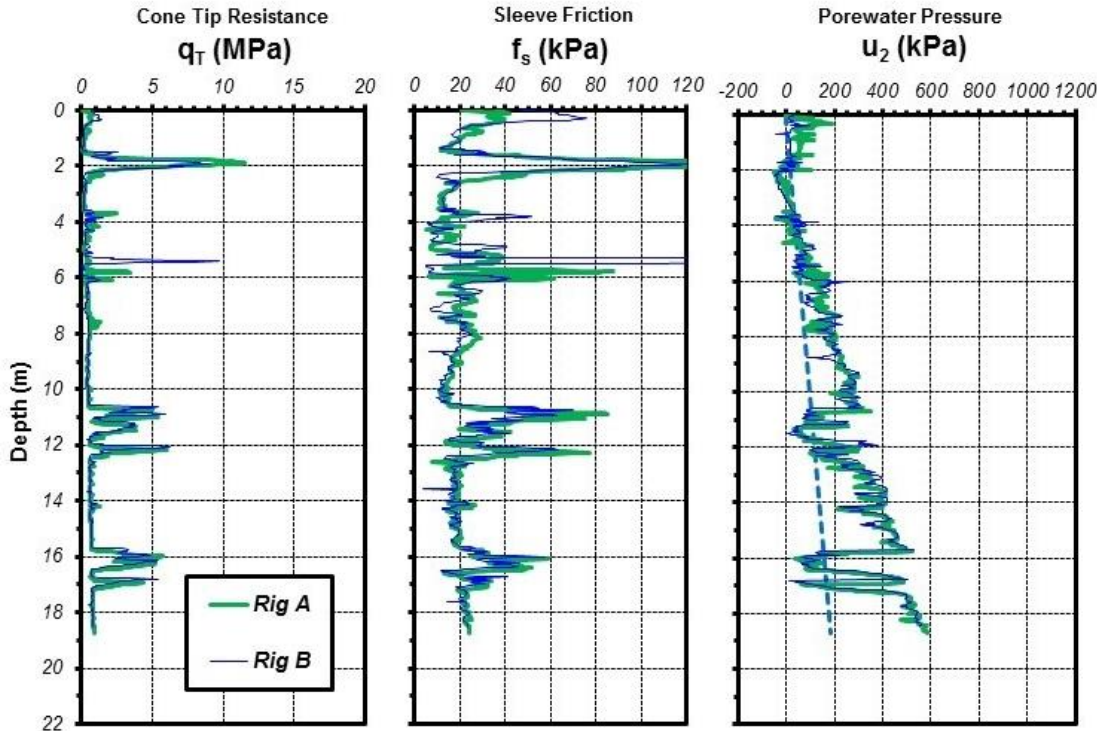 Cone Tip Resistance
q_T (MPa)
0 5 10 15 20
Sleeve Friction
f_s (kPa)
0 20 40 60 80 100 120
Porewater Pressure
u_2 (kPa)
-200 0 200 400 600 800 1000 1200
Depth (m)
0
2
4
6
8
10
12
14
16
18
20
22
Rig A
Rig B